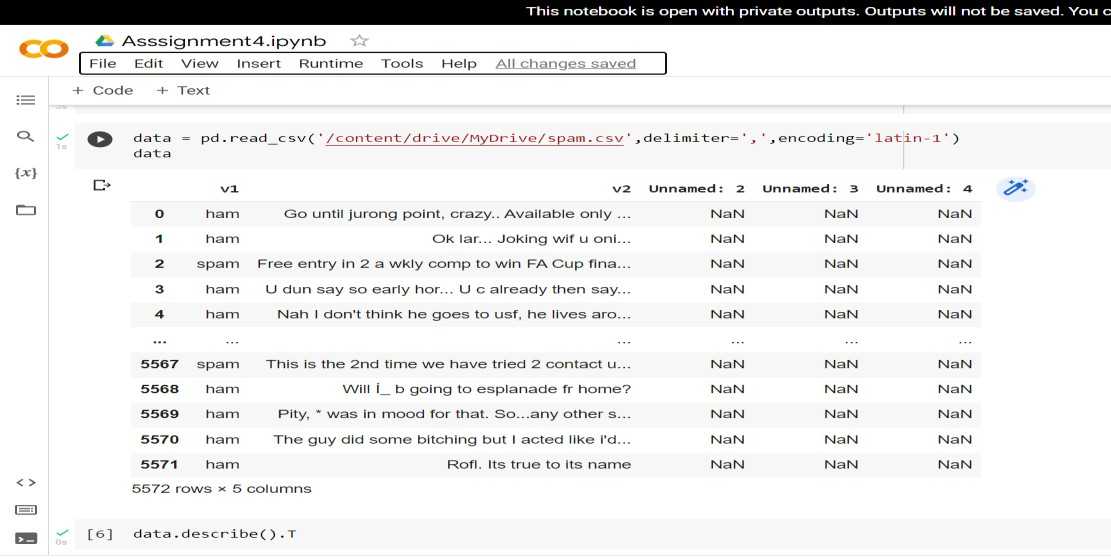 This notebook is open with private outputs. Outputs will not be saved. You c
Asssignment4.ipynb
File Edit View Insert Runtime Tools Help All changes saved
+ Code + Text
1s data = pd.read_csv('/content/drive/MyDrive/spam.csv',delimiter=',',encoding='latin-1')
data
{x}
v1 v2 Unnamed: 2 Unnamed: 3 Unnamed: 4
0 ham Go until jurong point, crazy.. Available only ... NaN NaN NaN
1 ham Ok lar... Joking wif u oni... NaN NaN NaN
2 spam Free entry in 2 a wkly comp to win FA Cup fina... NaN NaN NaN
3 ham U dun say so early hor... U c already then say... NaN NaN NaN
4 ham Nah I don't think he goes to usf, he lives aro... NaN NaN NaN
... ... ... ... ... ...
5567 spam This is the 2nd time we have tried 2 contact u... NaN NaN NaN
5568 ham Will Ì_ b going to esplanade fr home? NaN NaN NaN
5569 ham Pity, * was in mood for that. So...any other s... NaN NaN NaN
5570 ham The guy did some bitching but I acted like i'd... NaN NaN NaN
5571 ham Rofl. Its true to its name NaN NaN NaN
5572 rows × 5 columns
0s [6] data.describe().T